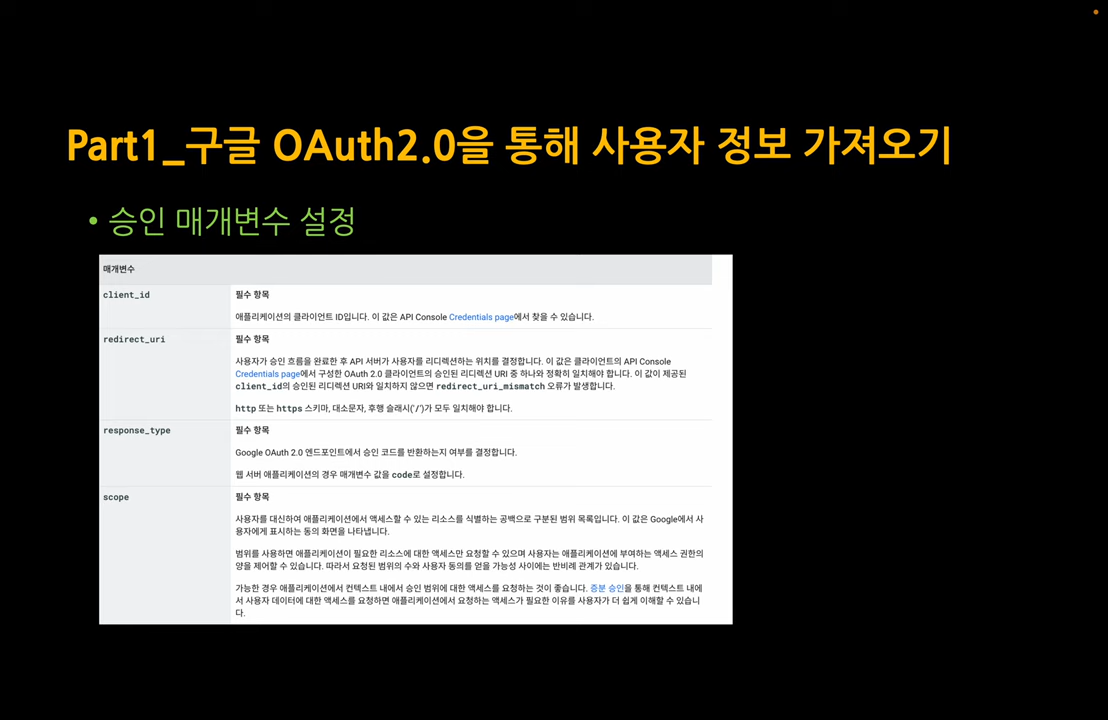 Part1_구글 OAuth2.0을 통해 사용자 정보 가져오기
• 승인 매개변수 설정
매개변수
client_id
필수 항목
애플리케이션의 클라이언트 ID입니다. 이 값은 API Console Credentials page에서 찾을 수 있습니다.
redirect_uri
필수 항목
사용자가 승인 흐름을 완료한 후 API 서버가 사용자를 리디렉션하는 위치를 결정합니다. 이 값은 클라이언트의 API Console
Credentials page에서 구성한 OAuth 2.0 클라이언트의 승인된 리디렉션 URI 중 하나와 정확히 일치해야 합니다. 이 값이 제공된
client_id의 승인된 리디렉션 URI와 일치하지 않으면 redirect_uri_mismatch 오류가 발생합니다.
http 또는 https 스키마, 대소문자, 후행 슬래시('/')가 모두 일치해야 합니다.
response_type
필수 항목
Google OAuth 2.0 엔드포인트에서 승인 코드를 반환하는지 여부를 결정합니다.
웹 서버 애플리케이션의 경우 매개변수 값을 code로 설정합니다.
scope
필수 항목
사용자를 대신하여 애플리케이션에서 액세스할 수 있는 리소스를 식별하는 공백으로 구분된 범위 목록입니다. 이 값은 Google에서 사
용자에게 표시하는 동의 화면을 나타냅니다.
범위를 사용하면 애플리케이션이 필요한 리소스에 대한 액세스만 요청할 수 있으며 사용자는 애플리케이션에 부여하는 액세스 권한의
양을 제어할 수 있습니다. 따라서 요청된 범위의 수와 사용자 동의를 얻을 가능성 사이에는 반비례 관계가 있습니다.
가능한 경우 애플리케이션에서 컨텍스트 내에서 승인 범위에 대한 액세스를 요청하는 것이 좋습니다. 증분 승인을 통해 컨텍스트 내에
서 사용자 데이터에 대한 액세스를 요청하면 애플리케이션에서 요청하는 액세스가 필요한 이유를 사용자가 더 쉽게 이해할 수 있습니
다.